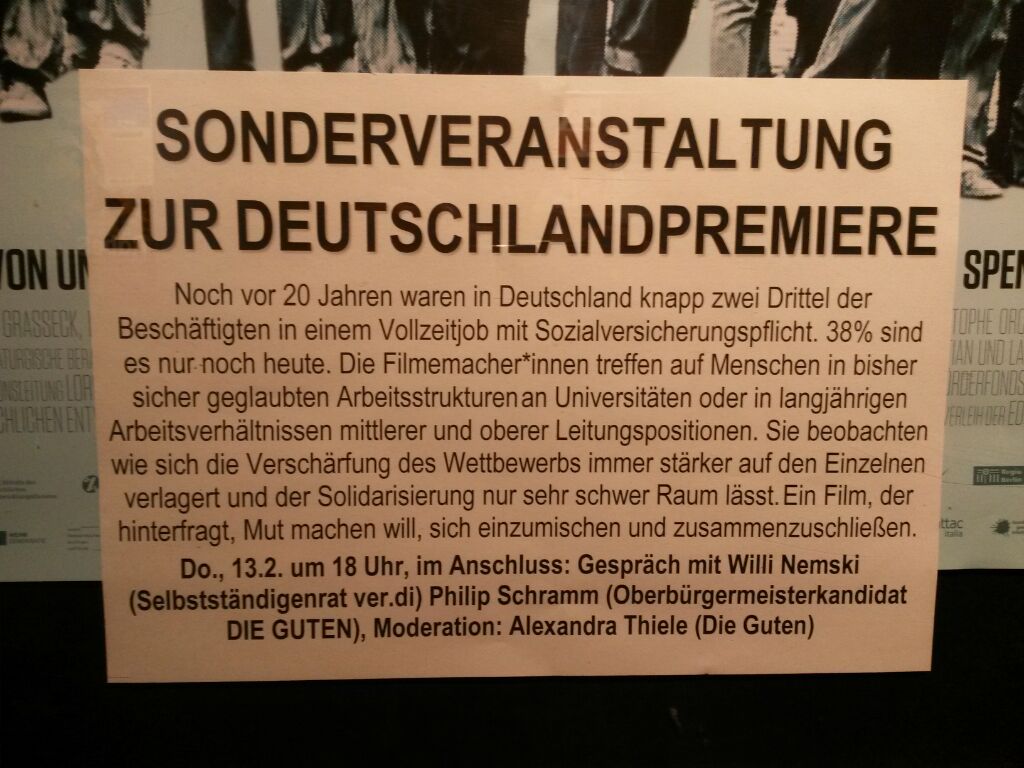 SONDERVERANSTALTUNG
ZUR DEUTSCHLANDPREMIERE
Noch vor 20 Jahren waren in Deutschland knapp zwei Drittel der
Beschäftigten in einem Vollzeitjob mit Sozialversicherungspflicht. 38% sind
es nur noch heute. Die Filmemacher*innen treffen auf Menschen in bisher
sicher geglaubten Arbeitsstrukturen an Universitäten oder in langjährigen
Arbeitsverhältnissen mittlerer und oberer Leitungspositionen. Sie beobachten
wie sich die Verschärfung des Wettbewerbs immer stärker auf den Einzelnen
verlagert und der Solidarisierung nur sehr schwer Raum lässt. Ein Film, der
hinterfragt, Mut machen will, sich einzumischen und zusammenzuschließen.
Do., 13.2. um 18 Uhr, im Anschluss: Gespräch mit Willi Nemski
(Selbstständigenrat ver.di) Philip Schramm (Oberbürgermeisterkandidat
DIE GUTEN), Moderation: Alexandra Thiele (Die Guten)
VON UN
GRASSECK,
SPEN